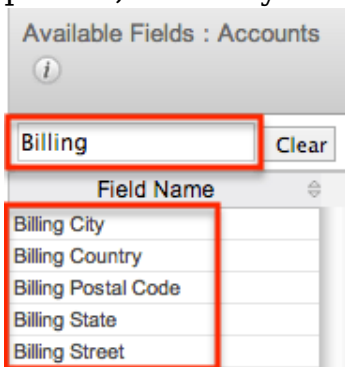 Available Fields : Accounts
i
Billing Clear
Field Name
Billing City
Billing Country
Billing Postal Code
Billing State
Billing Street